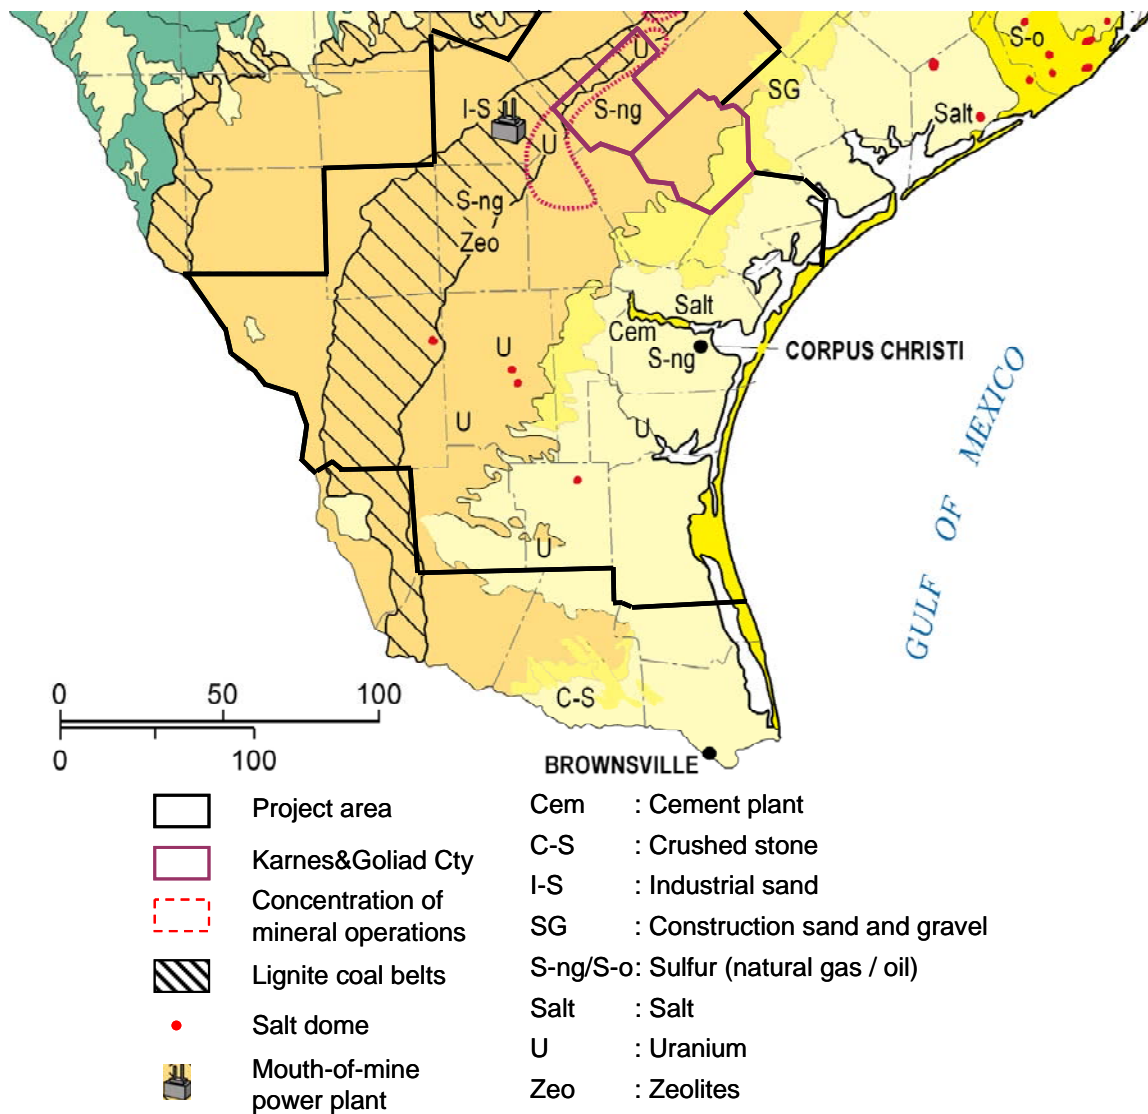 S-o
U
SG
I-S
S-ng
Salt
U
S-ng
Zeo
Salt
Cem
U
S-ng
CORPUS CHRISTI
U
U
GULF OF MEXICO
U
0 50 100
C-S
0 100
BROWNSVILLE
Project area
Karnes&Goliad Cty
Concentration of
mineral operations
Lignite coal belts
Salt dome
Mouth-of-mine
power plant
Cem : Cement plant
C-S : Crushed stone
I-S : Industrial sand
SG : Construction sand and gravel
S-ng/S-o: Sulfur (natural gas / oil)
Salt : Salt
U : Uranium
Zeo : Zeolites